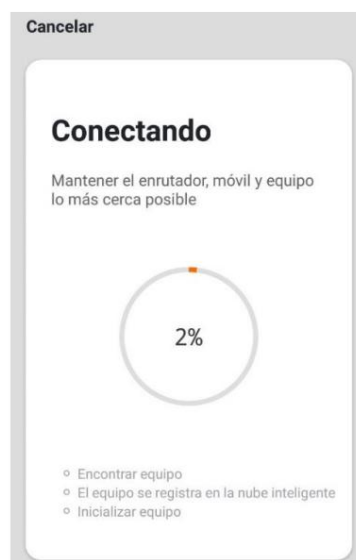 Cancelar
Conectando
Mantener el enrutador, móvil y equipo
lo más cerca posible
2%
Encontrar equipo
El equipo se registra en la nube inteligente
Inicializar equipo